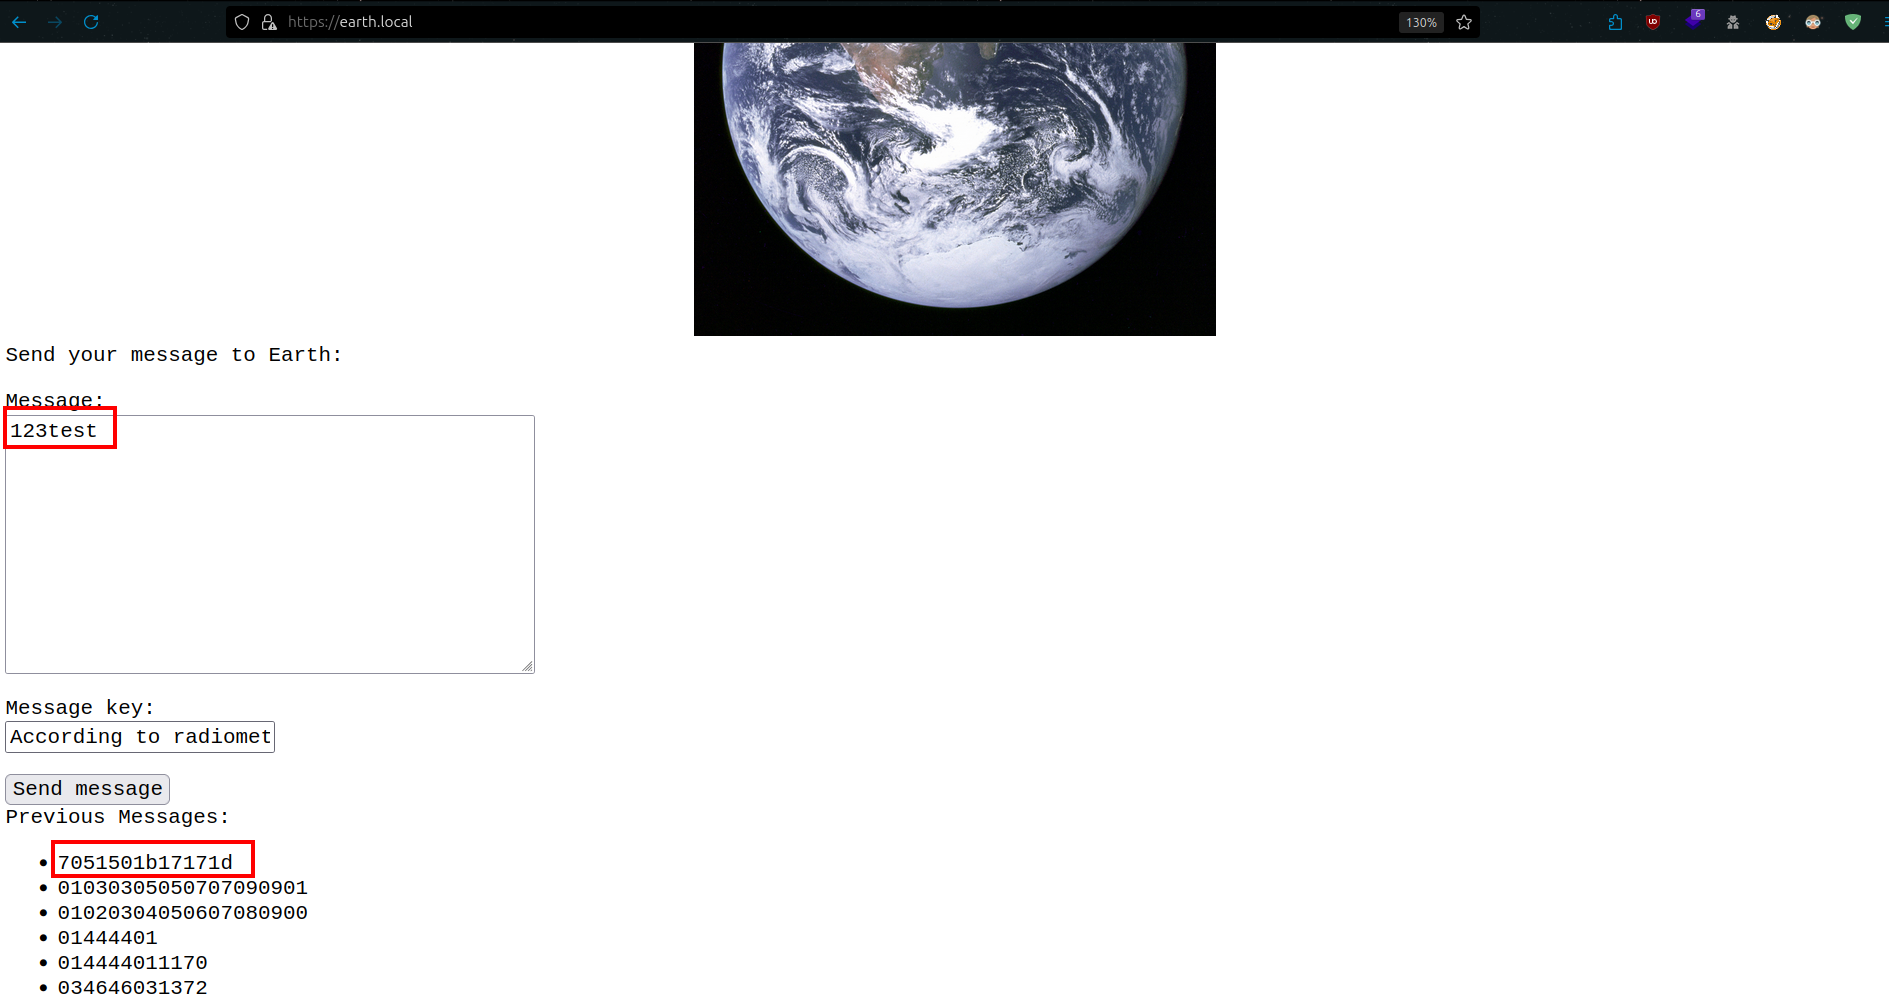 https://earth.local
130%
6
Send your message to Earth:
Message:
123test
Message key:
According to radiomet
Send message
Previous Messages:
7051501b17171d
01030305050707090901
01020304050607080900
01444401
014444011170
034646031372